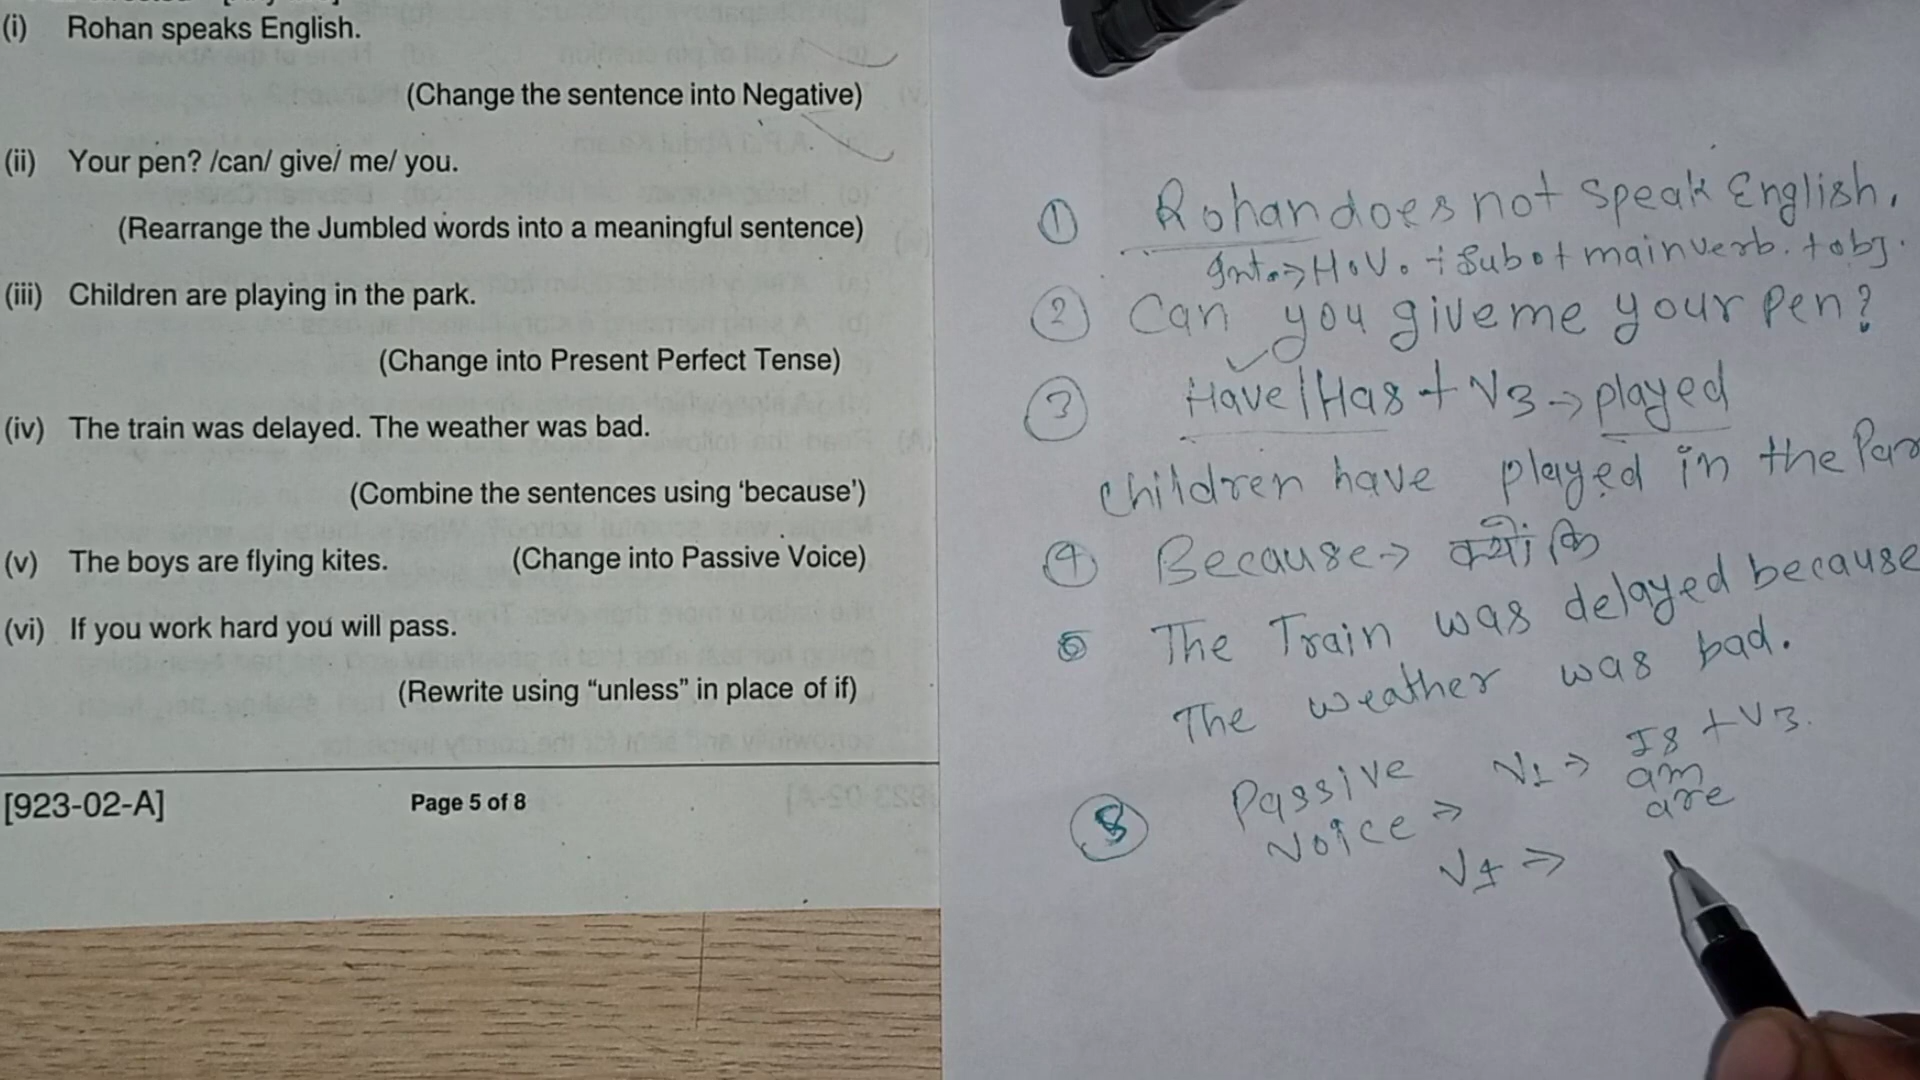 (i) Rohan speaks English.
(Change the sentence into Negative)
(ii) Your pen? /can/ give/ me/ you.
(Rearrange the Jumbled words into a meaningful sentence)
(iii) Children are playing in the park.
(Change into Present Perfect Tense)
(iv) The train was delayed. The weather was bad.
(Combine the sentences using 'because')
(v) The boys are flying kites. (Change into Passive Voice)
(vi) If you work hard you will pass.
(Rewrite using “unless” in place of if)
[923-02-A] Page 5 of 8
① Rohan does not speak English.
Int.⇒H.V. + Sub + main verb. + obj.
② Can you give me your pen?
③ Have/Has + V3 → played
children have played in the Par
④ Because → क्योंकि
The Train was delayed because
The weather was bad.
Passive V1 ⇒ Is + V3.
Voice ⇒ am
are
V1 ⇒